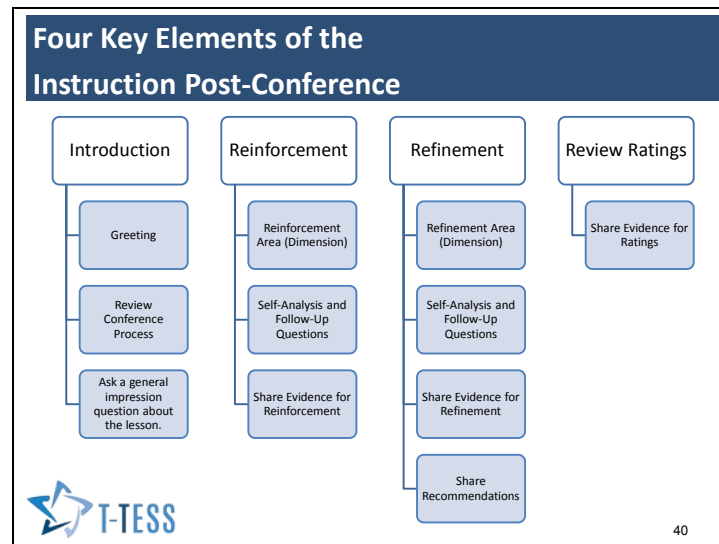 Four Key Elements of the
Instruction Post-Conference
Introduction
Greeting
Review
Conference
Process
Ask a general
impression
question about
the lesson.
Reinforcement
Reinforcement
Area (Dimension)
Self-Analysis and
Follow-Up
Questions
Share Evidence for
Reinforcement
Refinement
Refinement Area
(Dimension)
Self-Analysis and
Follow-Up
Questions
Share Evidence for
Refinement
Share
Recommendations
Review Ratings
Share Evidence for
Ratings
T-TESS
40